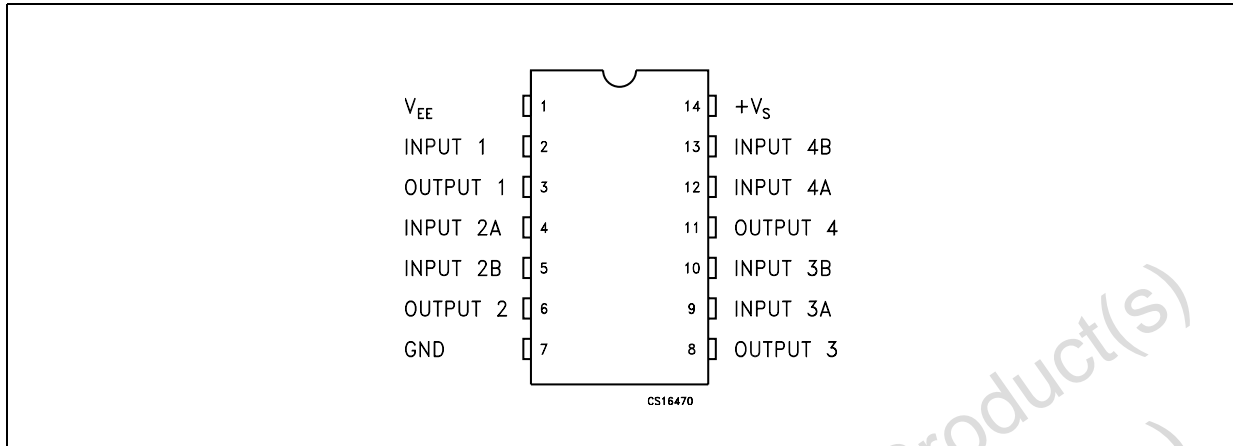 V_EE 1 14 +V_S
INPUT 1 2 13 INPUT 4B
OUTPUT 1 3 12 INPUT 4A
INPUT 2A 4 11 OUTPUT 4
INPUT 2B 5 10 INPUT 3B
OUTPUT 2 6 9 INPUT 3A
GND 7 8 OUTPUT 3
CS16470
Product(s)